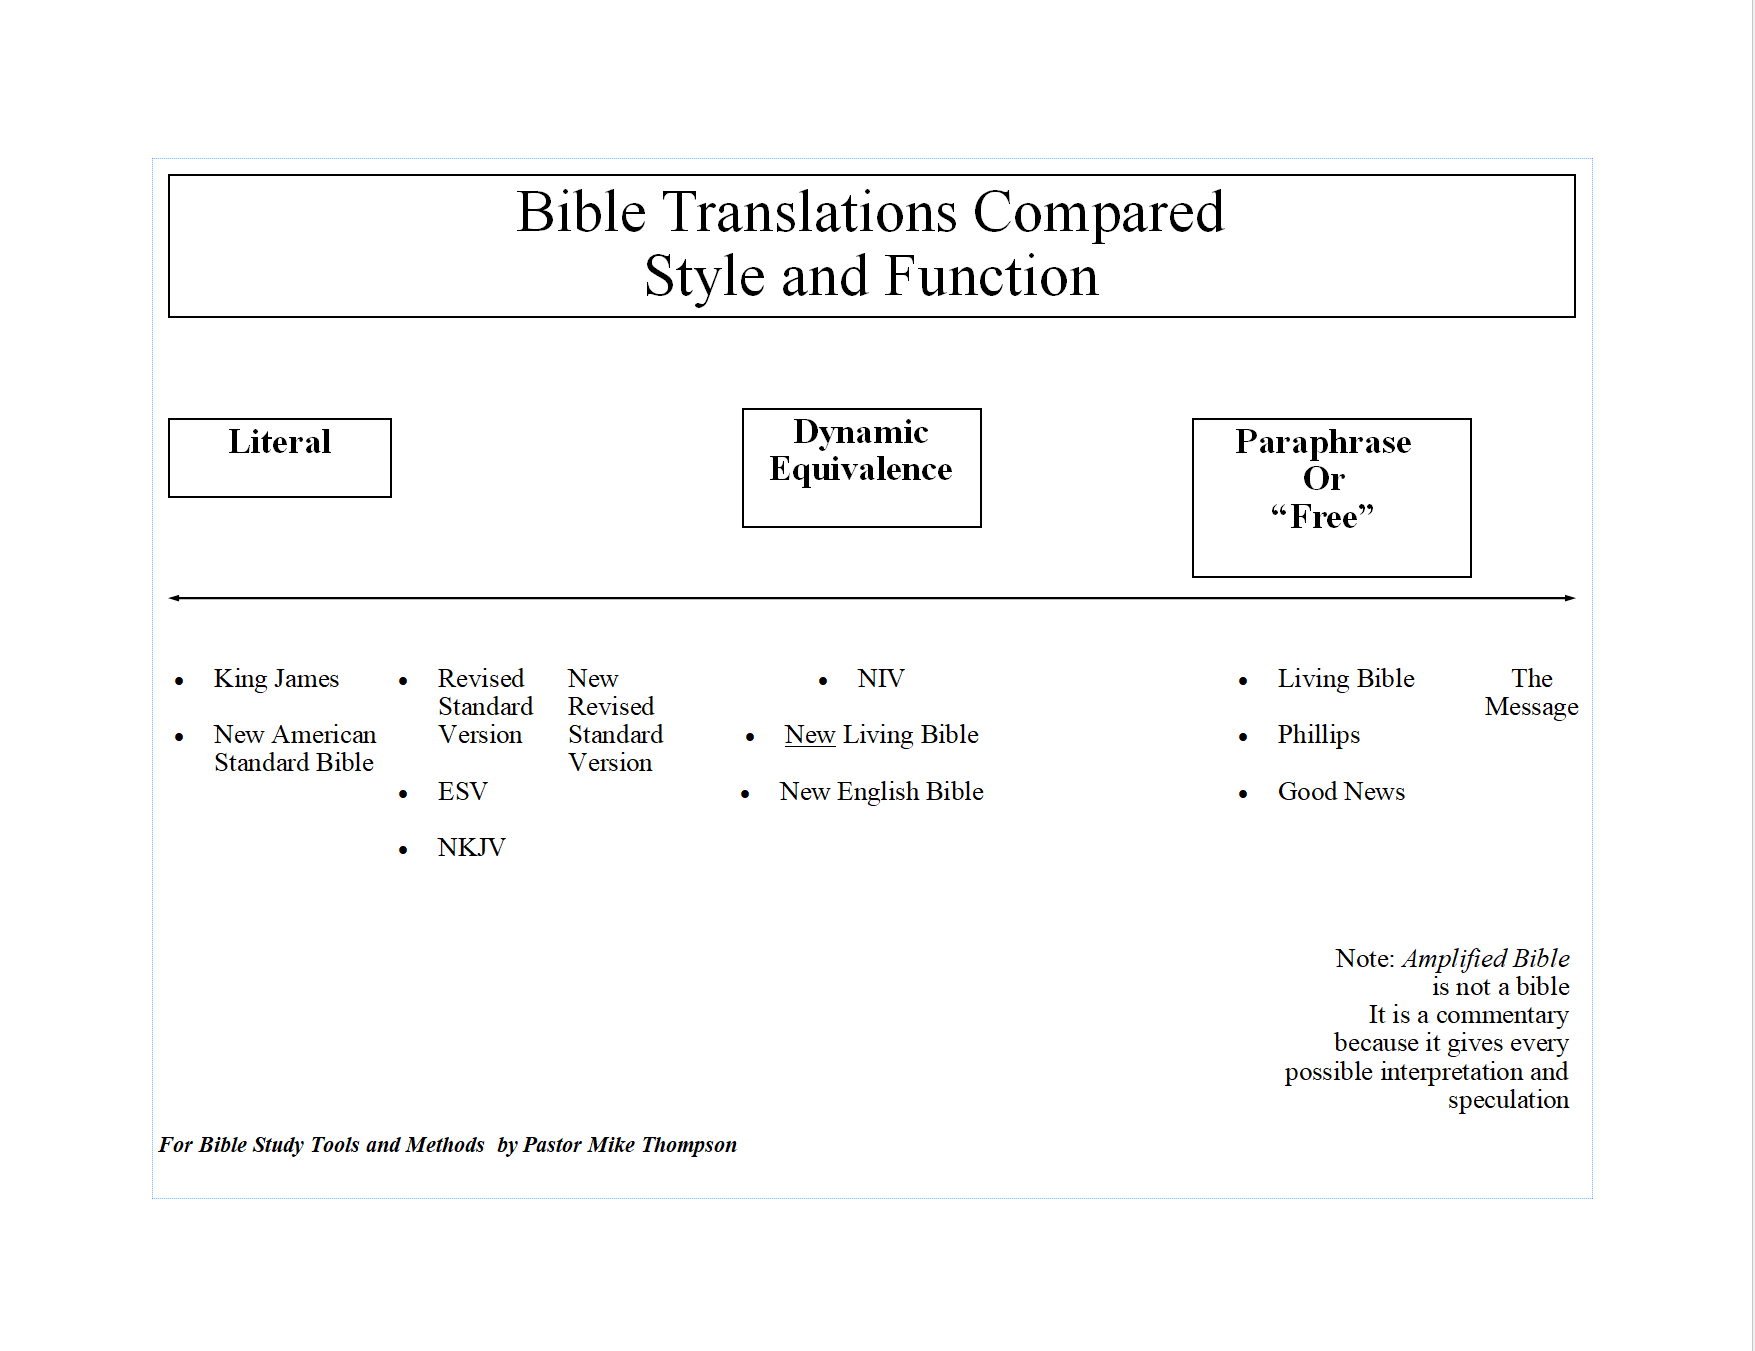 Bible Translations Compared
Style and Function
Literal
Dynamic
Equivalence
Paraphrase
Or
“Free”
• King James
• New American
Standard Bible
• Revised
Standard
Version
• ESV
• NKJV
New
Revised
Standard
Version
• NIV
• New Living Bible
• New English Bible
• Living Bible
• Phillips
• Good News
The
Message
Note: Amplified Bible
is not a bible
It is a commentary
because it gives every
possible interpretation and
speculation
For Bible Study Tools and Methods  by Pastor Mike Thompson